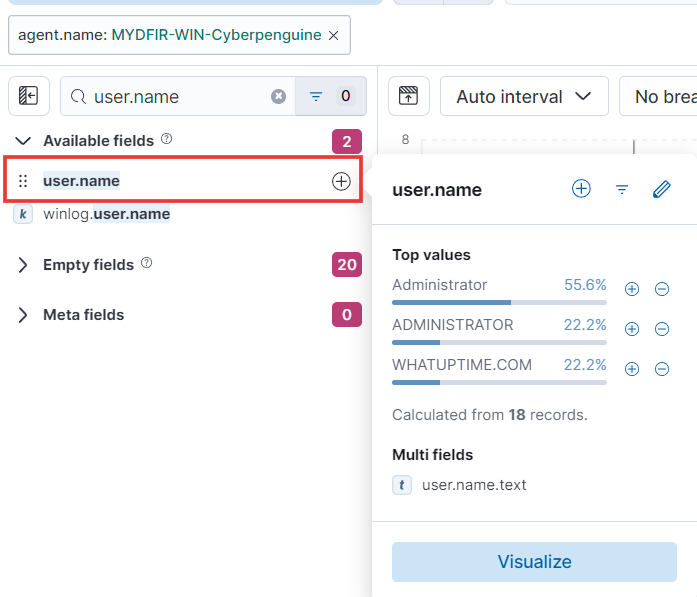 agent.name: MYDFIR-WIN-Cyberpenguine
user.name
0
Auto interval
No brea
Available fields
2
8
user.name
k winlog.user.name
Empty fields
20
Meta fields
0
user.name
Top values
Administrator 55.6%
ADMINISTRATOR 22.2%
WHATUPTIME.COM 22.2%
Calculated from 18 records.
Multi fields
t user.name.text
Visualize